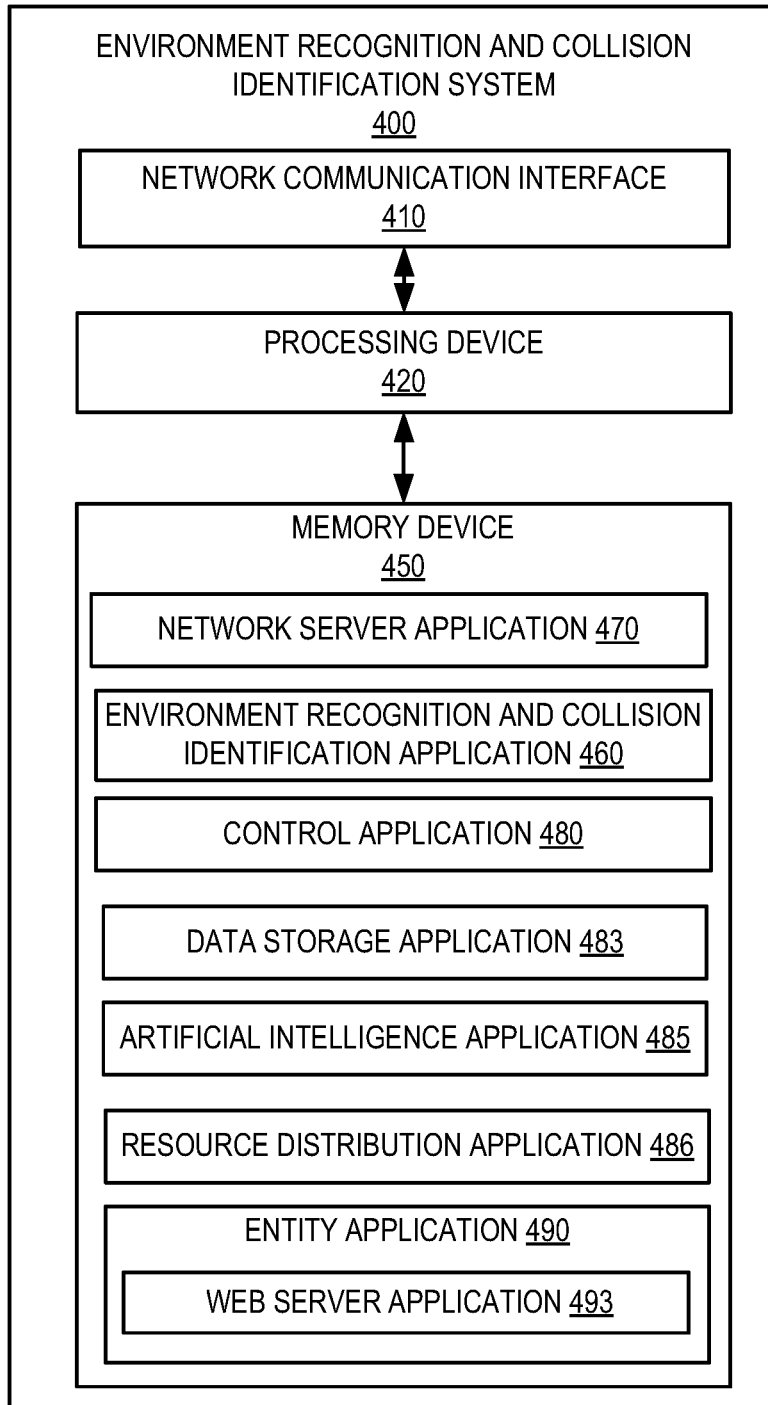 ENVIRONMENT RECOGNITION AND COLLISION
IDENTIFICATION SYSTEM
400
NETWORK COMMUNICATION INTERFACE
410
PROCESSING DEVICE
420
MEMORY DEVICE
450
NETWORK SERVER APPLICATION 470
ENVIRONMENT RECOGNITION AND COLLISION
IDENTIFICATION APPLICATION 460
CONTROL APPLICATION 480
DATA STORAGE APPLICATION 483
ARTIFICIAL INTELLIGENCE APPLICATION 485
RESOURCE DISTRIBUTION APPLICATION 486
ENTITY APPLICATION 490
WEB SERVER APPLICATION 493